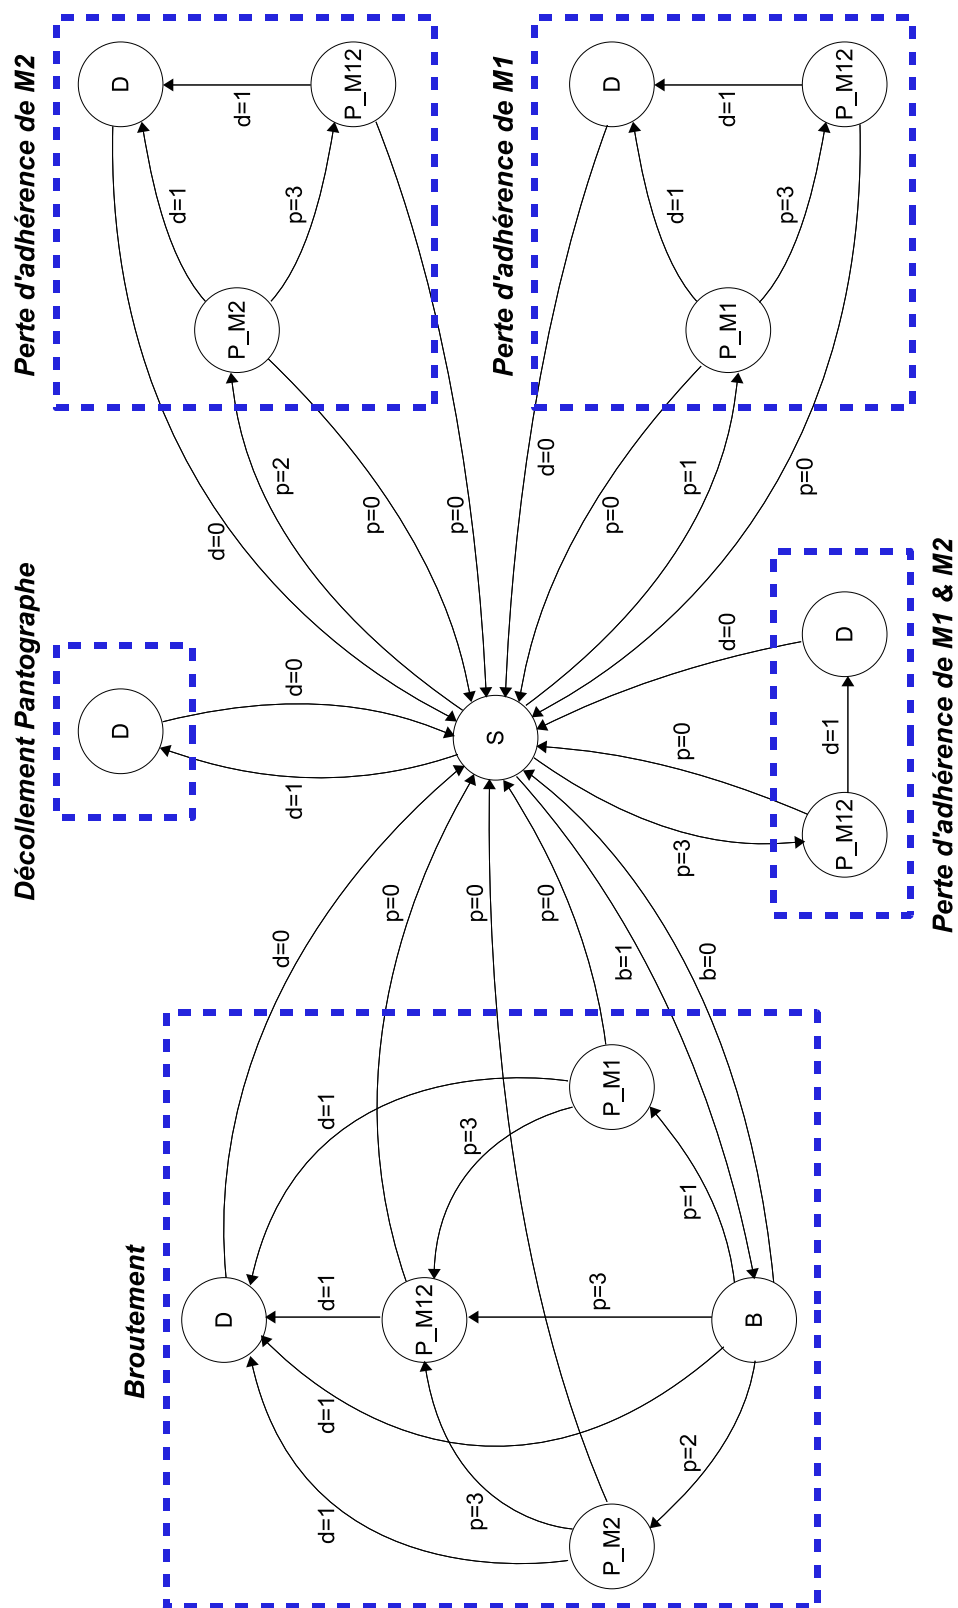 Perte d'adhérence de M2
D
d=1
P_M12
d=1
p=3
P_M2
d=0
p=2
p=0
p=0
Perte d'adhérence de M1
D
d=1
P_M12
d=1
p=3
P_M1
d=0
p=0
p=1
p=0
Décollement Pantographe
D
d=0
d=1
S
Perte d'adhérence de M1 & M2
D
d=1
P_M12
d=0
p=0
p=3
Broutement
d=0
p=0
p=0
p=0
b=1
b=0
D
d=1
P_M12
d=1
p=3
P_M1
p=1
p=3
B
d=1
d=1
p=3
p=2
P_M2